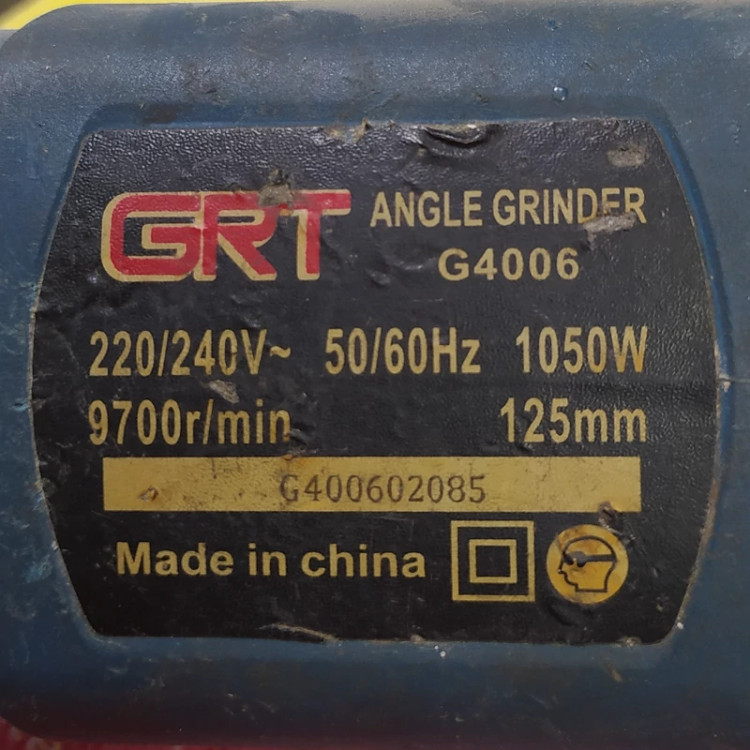 GRT ANGLE GRINDER
G4006
220/240V~ 50/60Hz 1050W
9700r/min 125mm
G400602085
Made in china